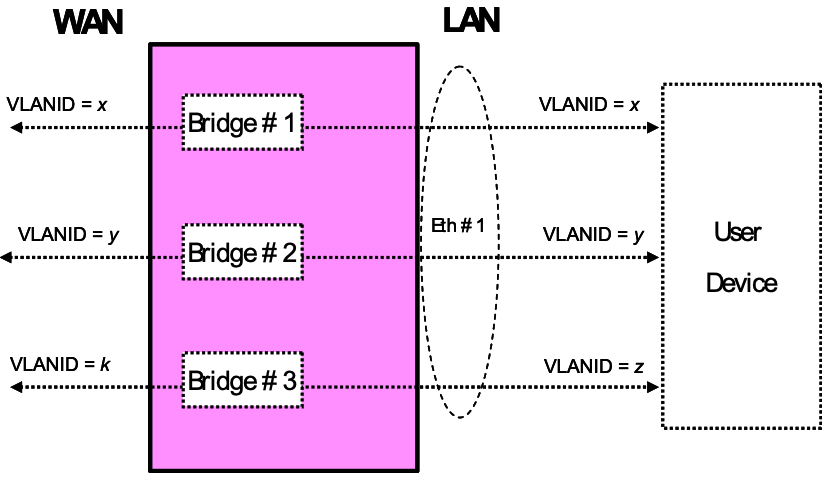 WAN
LAN
VLANID = x
Bridge # 1
VLANID = x
VLANID = y
Bridge # 2
Eth # 1
VLANID = y
User
Device
VLANID = k
Bridge # 3
VLANID = z